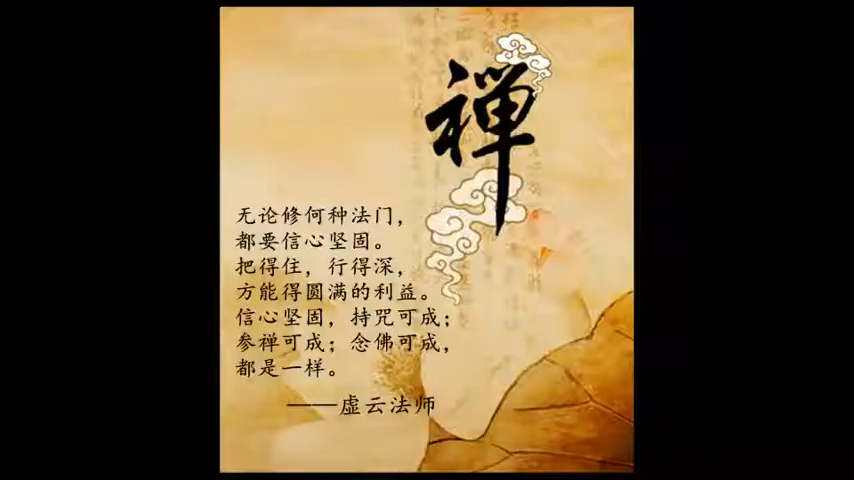 禅
无论修何种法门，
都要信心坚固。
把得住，行得深，
方能得圆满的利益。
信心坚固，持咒可成；
参禅可成；念佛可成，
都是一样。
——虚云法师